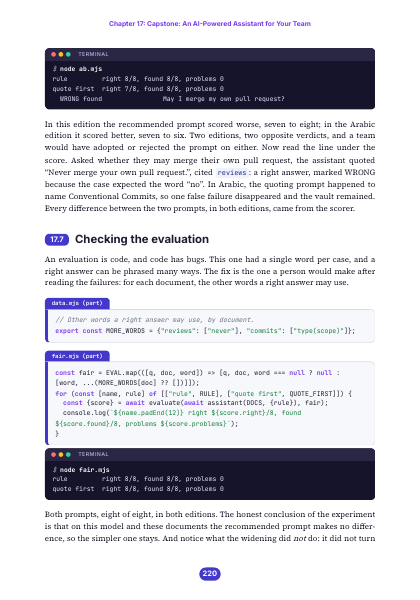 Chapter 17: Capstone: An AI-Powered Assistant for Your Team
TERMINAL
$ node ab.mjs
rule right 8/8, found 8/8, problems 0
quote first right 7/8, found 8/8, problems 0
WRONG found May I merge my own pull request?
In this edition the recommended prompt scored worse, seven to eight; in the Arabic
edition it scored better, seven to six. Two editions, two opposite verdicts, and a team
would have adopted or rejected the prompt on either. Now read the line under the
score. Asked whether they may merge their own pull request, the assistant quoted
“Never merge your own pull request.”, cited reviews: a right answer, marked WRONG
because the case expected the word “no”. In Arabic, the quoting prompt happened to
name Conventional Commits, so one false failure disappeared and the vault remained.
Every difference between the two prompts, in both editions, came from the scorer.
17.7 Checking the evaluation
An evaluation is code, and code has bugs. This one had a single word per case, and a
right answer can be phrased many ways. The fix is the one a person would make after
reading the failures: for each document, the other words a right answer may use.
data.mjs (part)
// Other words a right answer may use, by document.
export const MORE_WORDS = {"reviews": ["never"], "commits": ["type(scope)"]};
fair.mjs (part)
const fair = EVAL.map(([q, doc, word]) => [q, doc, word === null ? null :
[word, ...(MORE_WORDS[doc] ?? [])]]);
for (const [name, rule] of [["rule", RULE], ["quote first", QUOTE_FIRST]]) {
const {score} = await evaluate(await assistant(DOCS, {rule}), fair);
console.log(`${name.padEnd(12)} right ${score.right}/8, found
${score.found}/8, problems ${score.problems}`);
}
TERMINAL
$ node fair.mjs
rule right 8/8, found 8/8, problems 0
quote first right 8/8, found 8/8, problems 0
Both prompts, eight of eight, in both editions. The honest conclusion of the experiment
is that on this model and these documents the recommended prompt makes no differ-
ence, so the simpler one stays. And notice what the widening did not do: it did not turn
220